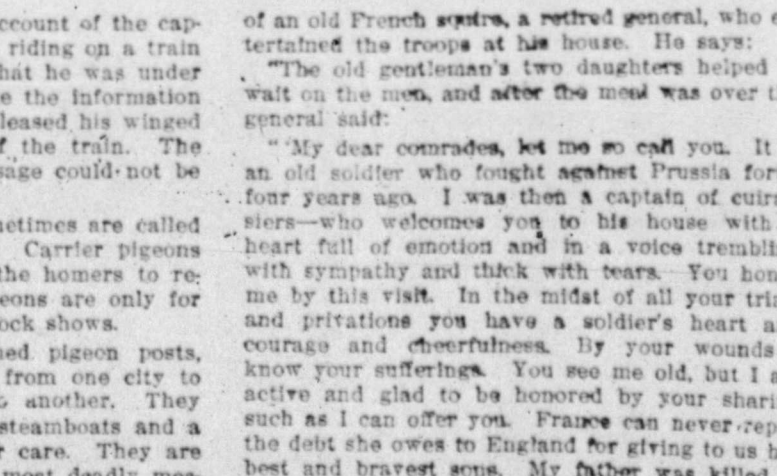 ccount of the cap-
riding on a train
hat he was under
e the information
leased his winged
f the train. The
sage could not be
netimes are called
Carrier pigeons
the homers to re-
eons are only for
ock shows.
ned pigeon posts,
from one city to
another. They
steamboats and a
r care. They are
most deadly mes-
of an old French squire, a retired general, who e
tertained the troops at his house. He says:
"The old gentleman's two daughters helped
wait on the men, and after the meal was over t
general said:
"'My dear comrades, let me so call you. It
an old soldier who fought against Prussia for
four years ago. I was then a captain of cuir
siers—who welcomes you to his house with
heart full of emotion and in a voice trembli
with sympathy and thick with tears. You hon
me by this visit. In the midst of all your tri
and privations you have a soldier's heart a
courage and cheerfulness. By your wounds
know your sufferings. You see me old, but I a
active and glad to be honored by your shari
such as I can offer you. France can never rep
the debt she owes to England for giving to us h
best and bravest sons. My father was killed